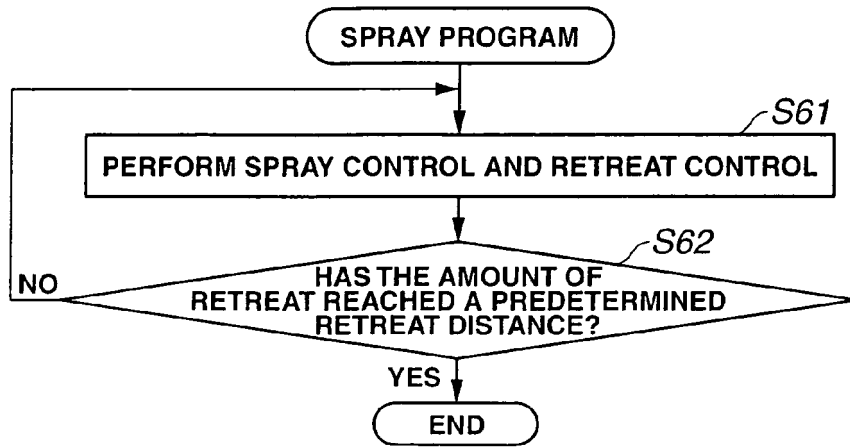 SPRAY PROGRAM
S61
PERFORM SPRAY CONTROL AND RETREAT CONTROL
S62
HAS THE AMOUNT OF
RETREAT REACHED A PREDETERMINED
RETREAT DISTANCE?
NO
YES
END